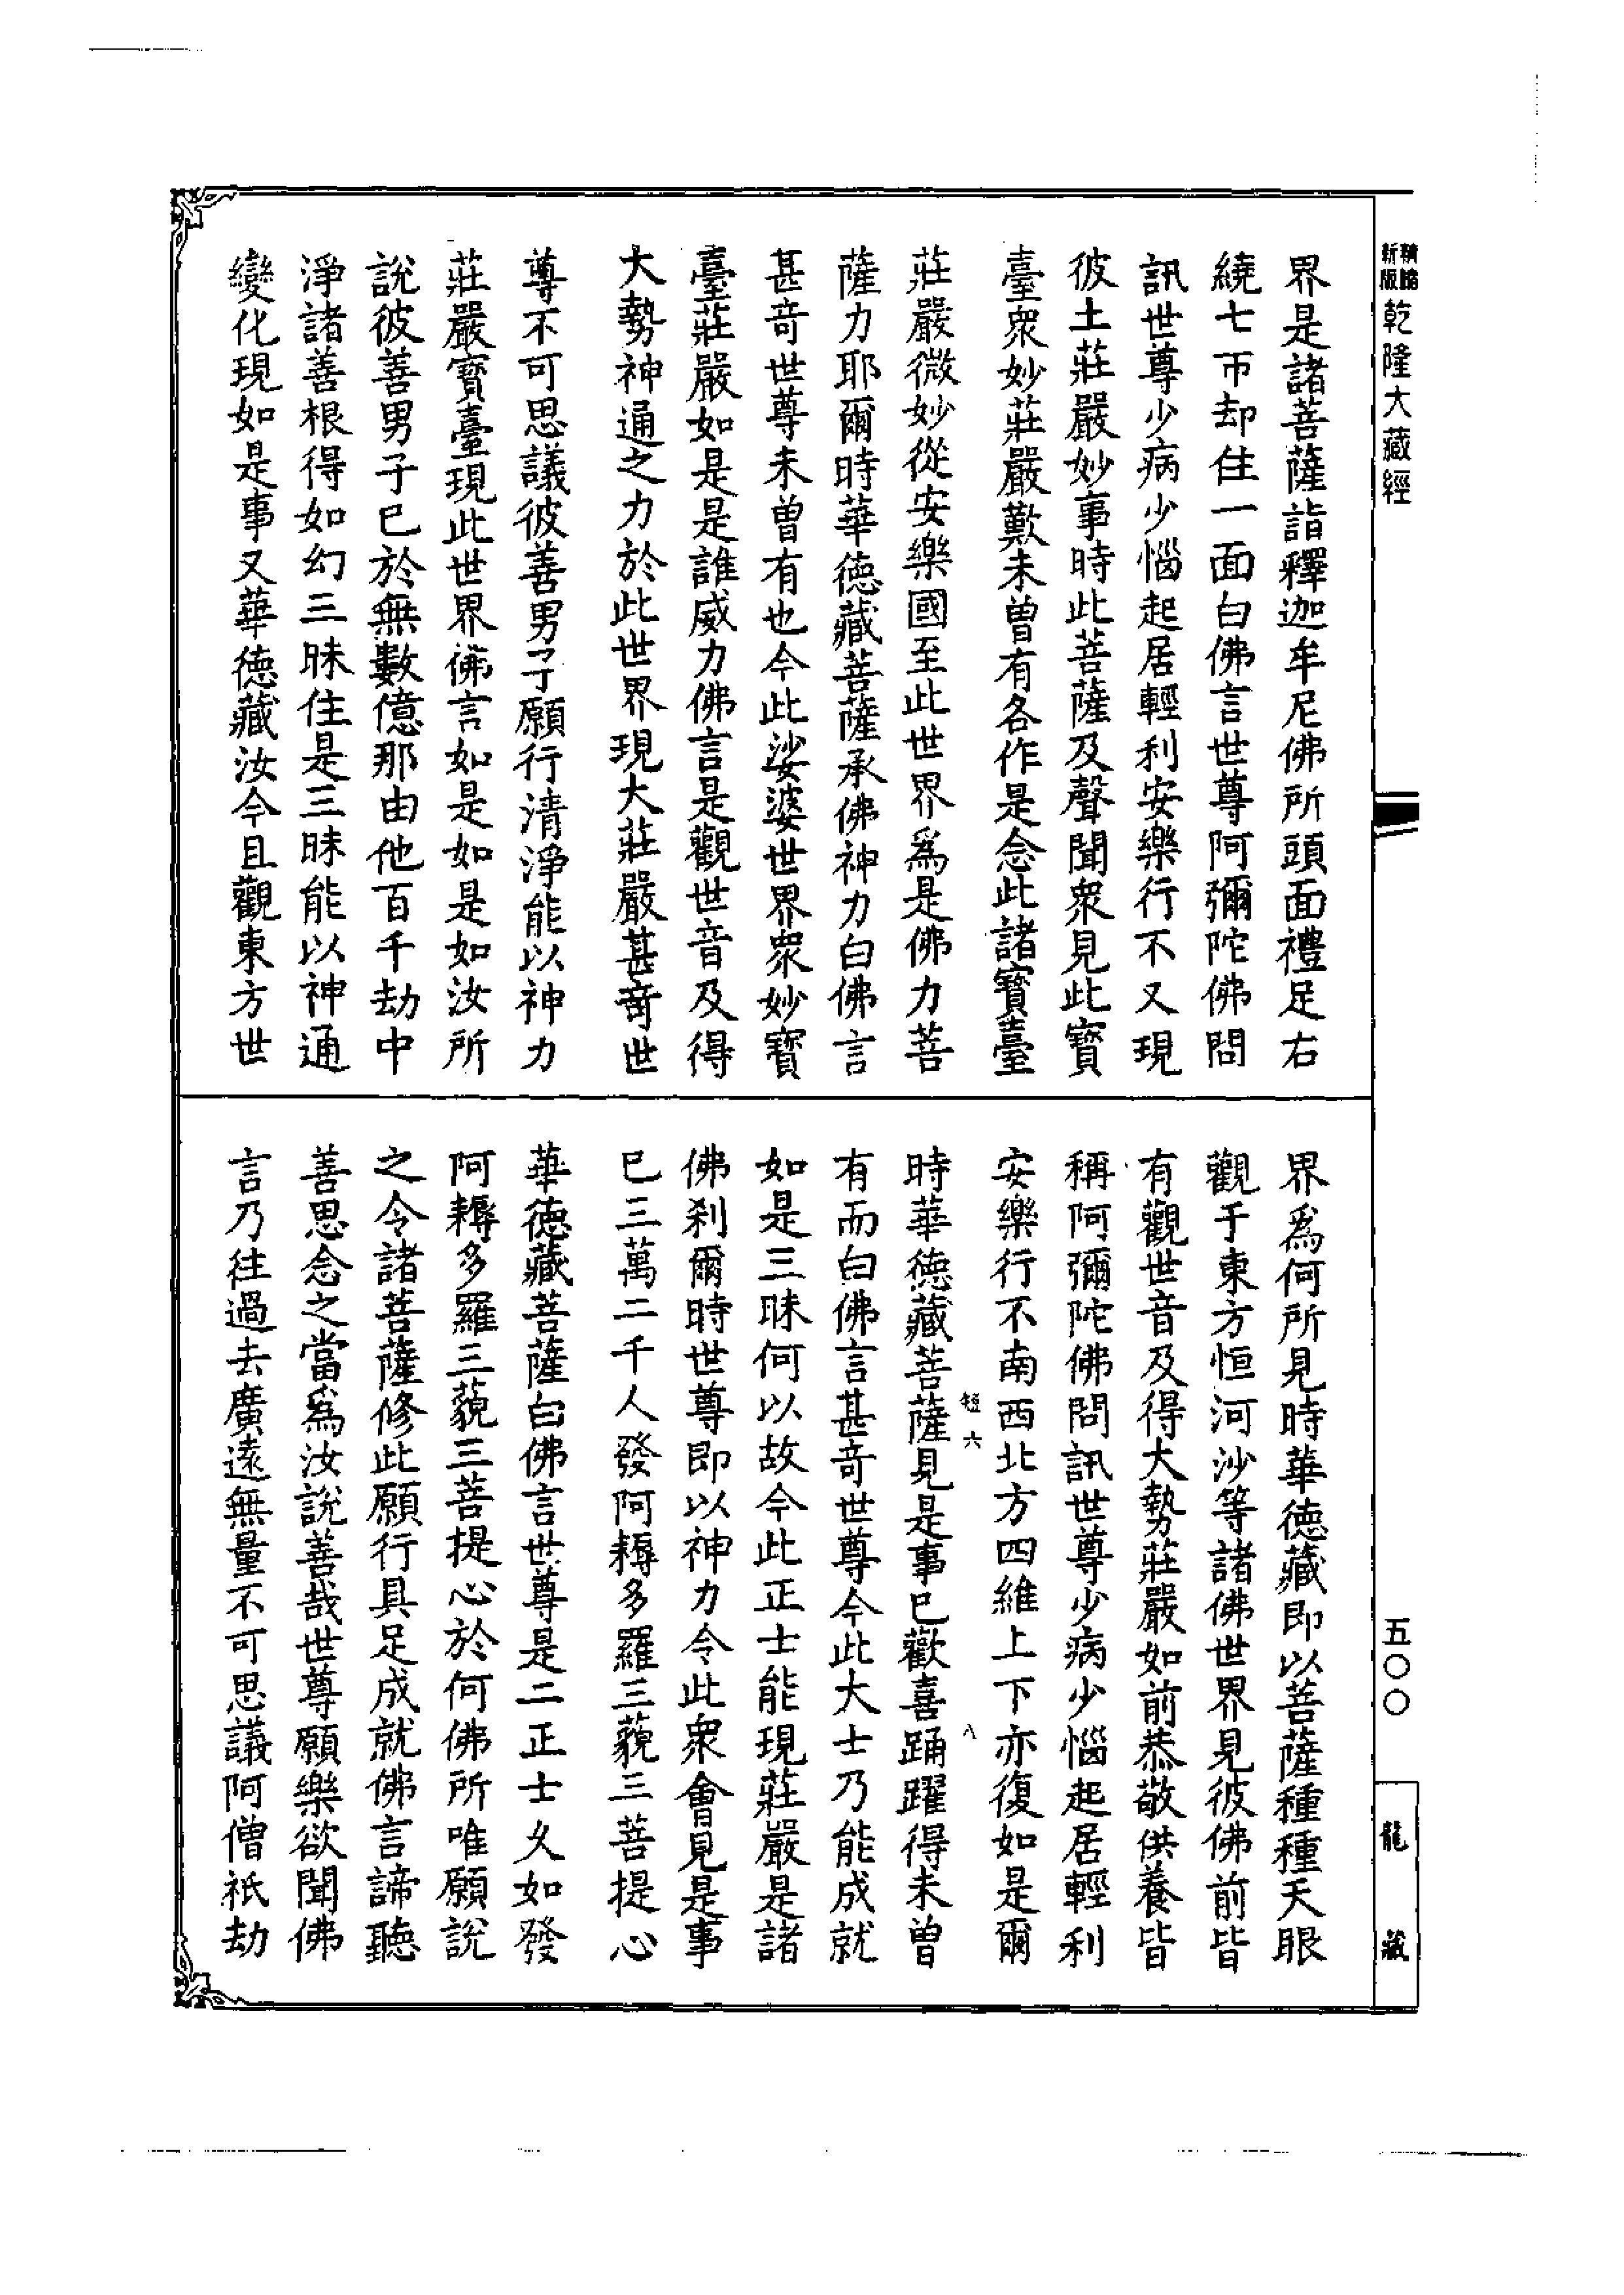 新版 精縮 乾隆大藏經
五〇〇
龍藏
界是諸菩薩詣釋迦牟尼佛所頭面禮足右
繞七帀却住一面白佛言世尊阿彌陀佛問
訊世尊少病少惱起居輕利安樂行不又現
彼土莊嚴妙事時此菩薩及聲聞衆見此寶
臺衆妙莊嚴歎未曾有各作是念此諸寶臺
莊嚴微妙從安樂國至此世界爲是佛力菩
薩力耶爾時華德藏菩薩承佛神力白佛言
甚奇世尊未曾有也今此娑婆世界衆妙寶
臺莊嚴如是是誰威力佛言是觀世音及得
大勢神通之力於此世界現大莊嚴甚奇世
尊不可思議彼善男子願行清淨能以神力
莊嚴寶臺現此世界佛言如是如是如汝所
說彼善男子已於無數億那由他百千劫中
淨諸善根得如幻三昧住是三昧能以神通
變化現如是事又華德藏汝今且觀東方世
界爲何所見時華德藏即以菩薩種種天眼
觀于東方恒河沙等諸佛世界見彼佛前皆
有觀世音及得大勢莊嚴如前恭敬供養皆
稱阿彌陀佛問訊世尊少病少惱起居輕利
安樂行不南西北方四維上下亦復如是爾
短六 八
時華德藏菩薩見是事已歡喜踊躍得未曾
有而白佛言甚奇世尊今此大士乃能成就
如是三昧何以故今此正士能現莊嚴是諸
佛刹爾時世尊即以神力令此衆會見是事
已三萬二千人發阿耨多羅三藐三菩提心
華德藏菩薩白佛言世尊是二正士久如發
阿耨多羅三藐三菩提心於何佛所唯願說
之令諸菩薩修此願行具足成就佛言諦聽
善思念之當爲汝說善哉世尊願樂欲聞佛
言乃往過去廣遠無量不可思議阿僧祇劫